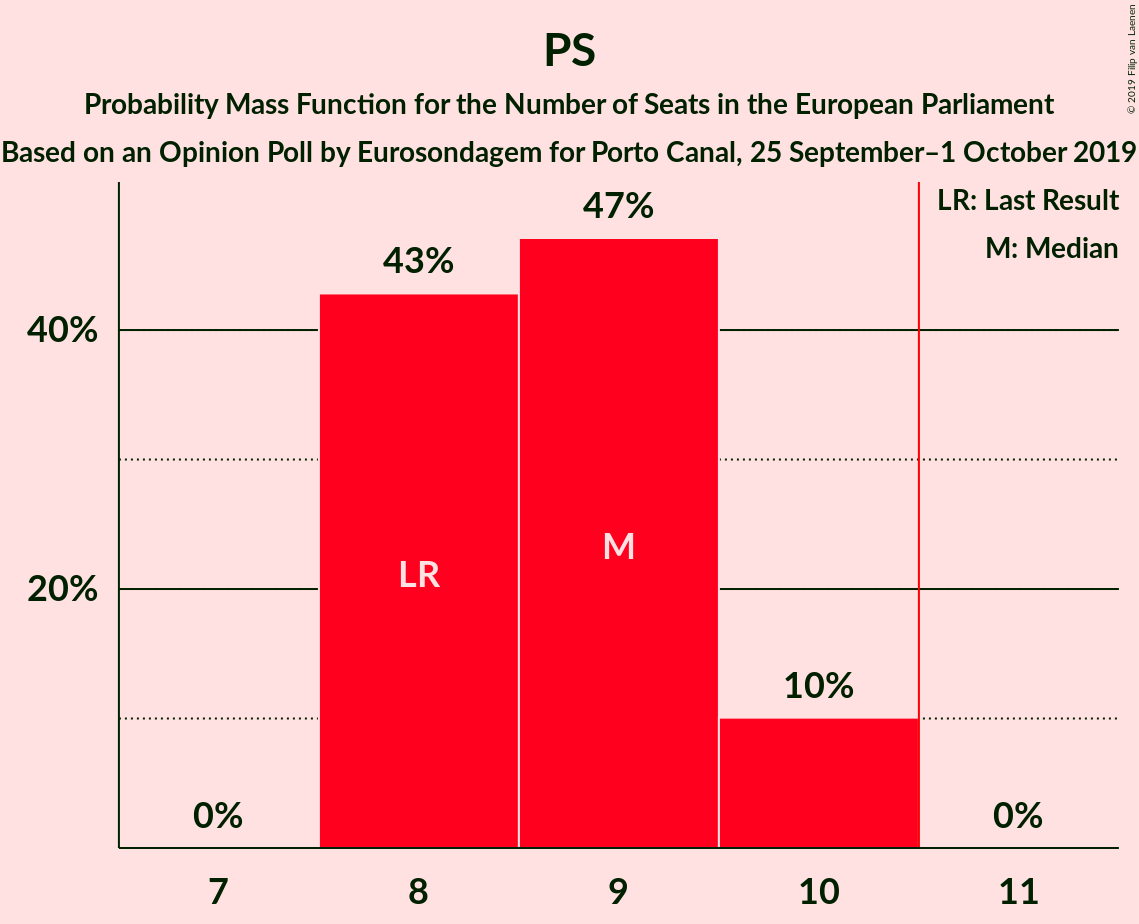 PS
Probability Mass Function for the Number of Seats in the European Parliament
Based on an Opinion Poll by Eurosondagem for Porto Canal, 25 September–1 October 2019
© 2019 Filip van Laenen
LR: Last Result
M: Median
47%
43%
40%
M
LR
20%
10%
0%
0%
7 8 9 10 11